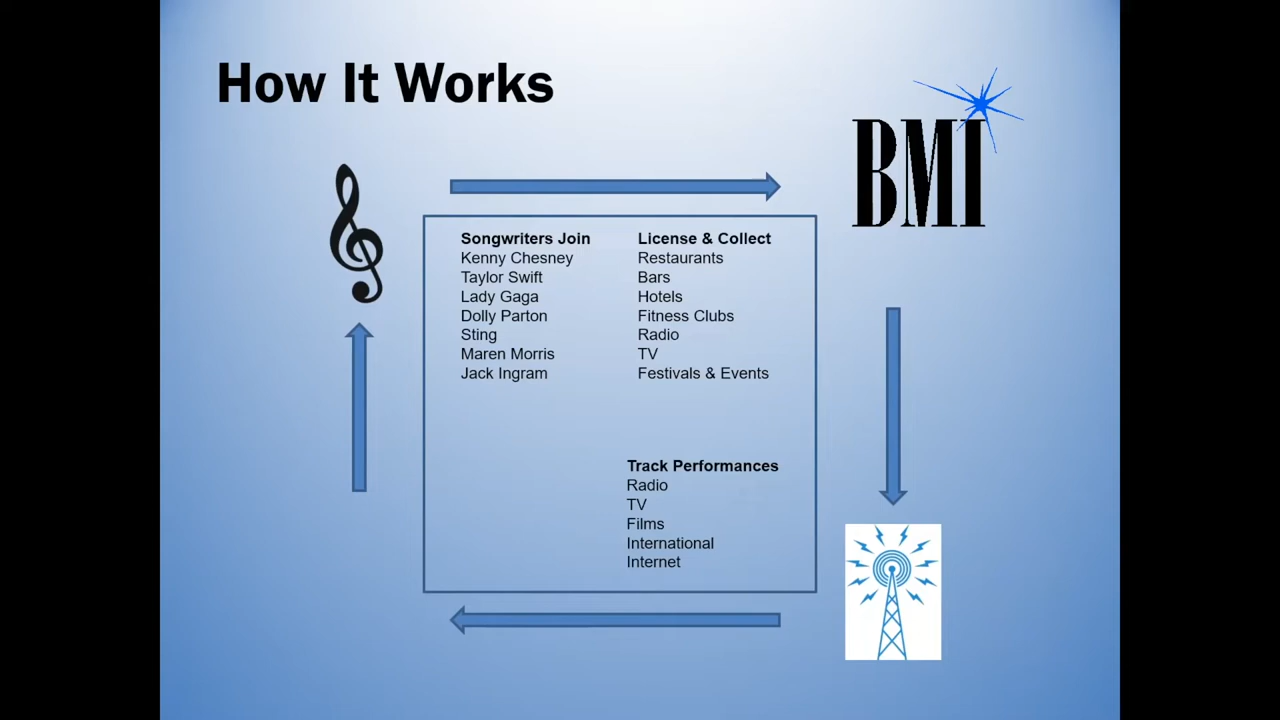 How It Works
BMI
Songwriters Join
Kenny Chesney
Taylor Swift
Lady Gaga
Dolly Parton
Sting
Maren Morris
Jack Ingram
License & Collect
Restaurants
Bars
Hotels
Fitness Clubs
Radio
TV
Festivals & Events
Track Performances
Radio
TV
Films
International
Internet